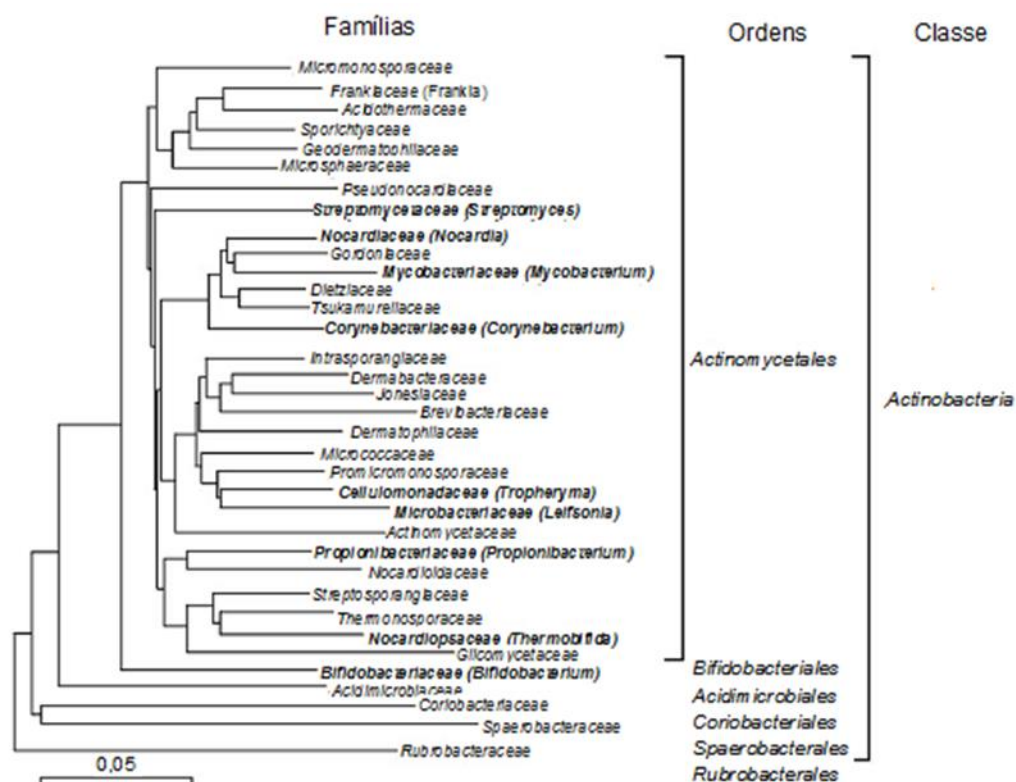 Famílias
Ordens
Classe
Micromonosporaceae
Frankiaceae (Frankia)
Acidothermaceae
Sporichtyaceae
Geodermatophilaceae
Microsphaeraceae
Pseudonocardiaceae
Streptomycetaceae (Streptomyces)
Nocardiaceae (Nocardia)
Gordoniaceae
Mycobacteriaceae (Mycobacterium)
Dietziaceae
Tsukamurellaceae
Corynebacteriaceae (Corynebacterium)
Intrasporangiaceae
Dermabacteraceae
Jonesiaceae
Brevibacteriaceae
Dermatophilaceae
Micrococcaceae
Promicromonosporaceae
Cellulomonadaceae (Tropheryma)
Microbacteriaceae (Leifsonia)
Actinomycetaceae
Propionibacteriaceae (Propionibacterium)
Nocardioidaceae
Streptosporangiaceae
Thermonosporaceae
Nocardiopsaceae (Thermobifida)
Glicomycetaceae
Bifidobacteriaceae (Bifidobacterium)
Acidimicrobiaceae
Coriobacteriaceae
Spaerobacteraceae
Rubrobacteraceae
0,05
Actinomycetales
Bifidobacteriales
Acidimicrobiales
Coriobacteriales
Spaerobacterales
Rubrobacterales
Actinobacteria